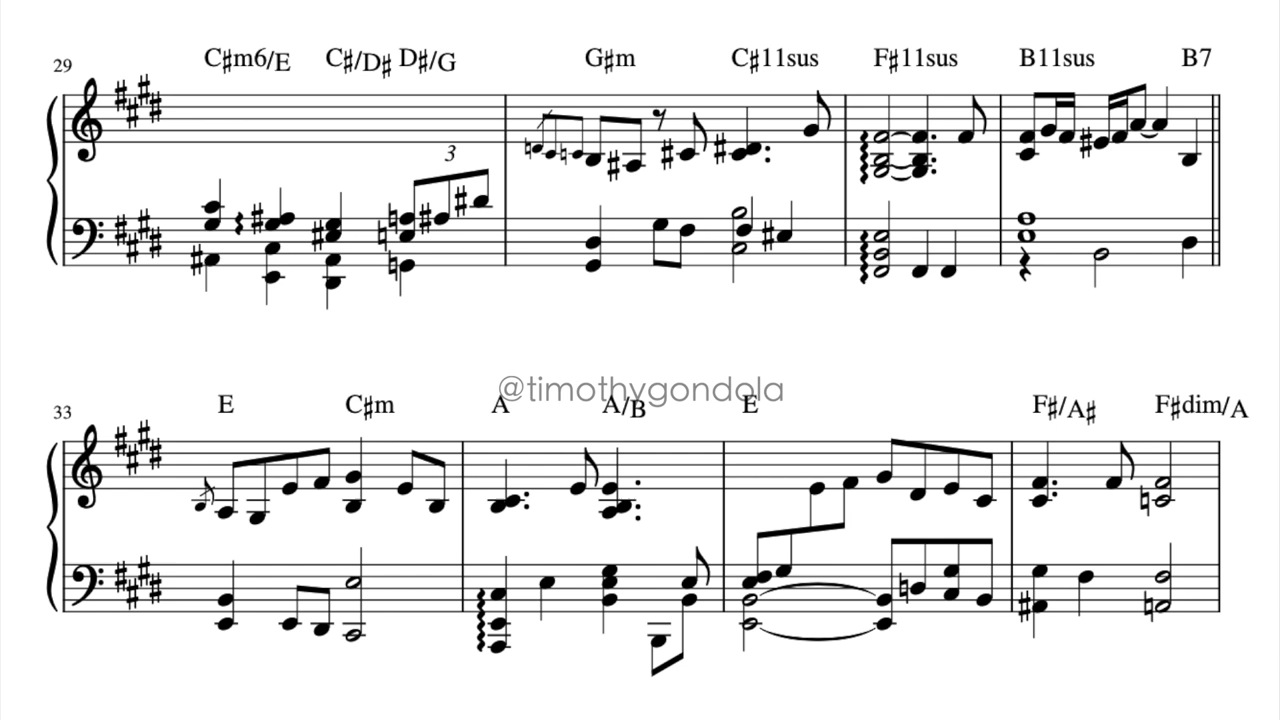 29 C♯m6/E C♯/D♯ D♯/G G♯m C♯11sus F♯11sus B11sus B7
3
@timothygondola
33 E C♯m A A/B E F♯/A♯ F♯dim/A